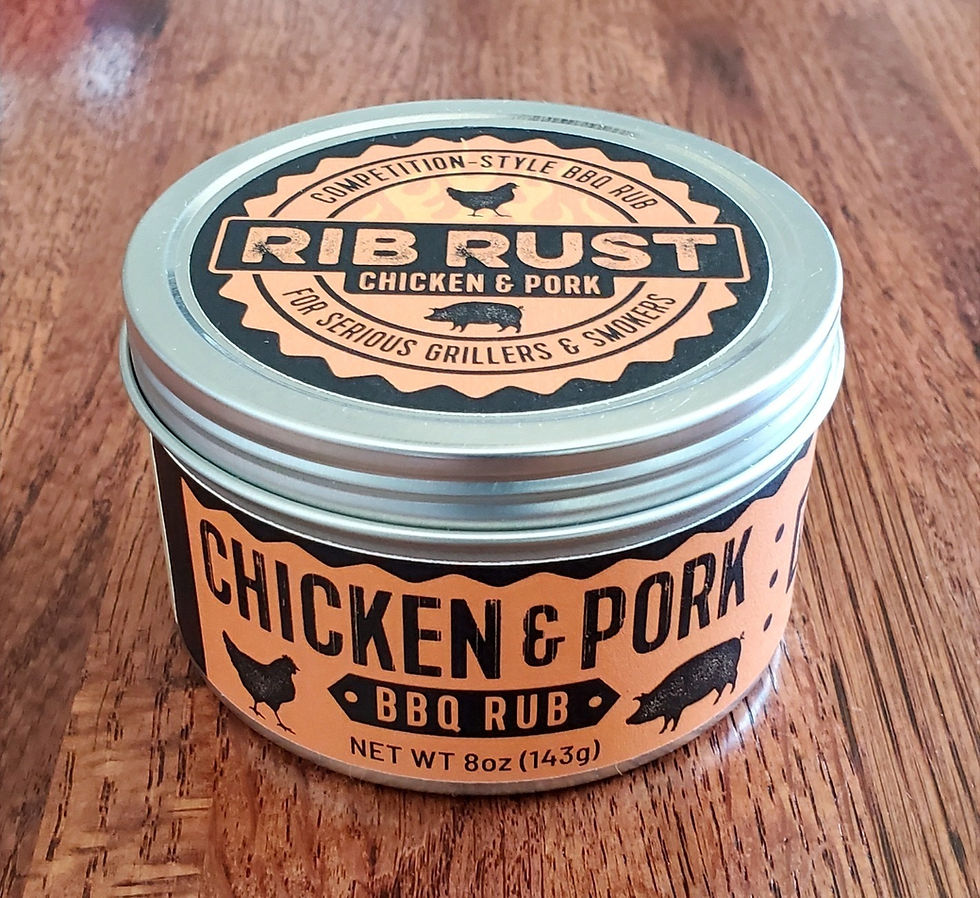 COMPETITION-STYLE BBQ RUB
RIB RUST
CHICKEN & PORK
FOR SERIOUS GRILLERS & SMOKERS
CHICKEN & PORK
BBQ RUB
NET WT 8oz (143g)